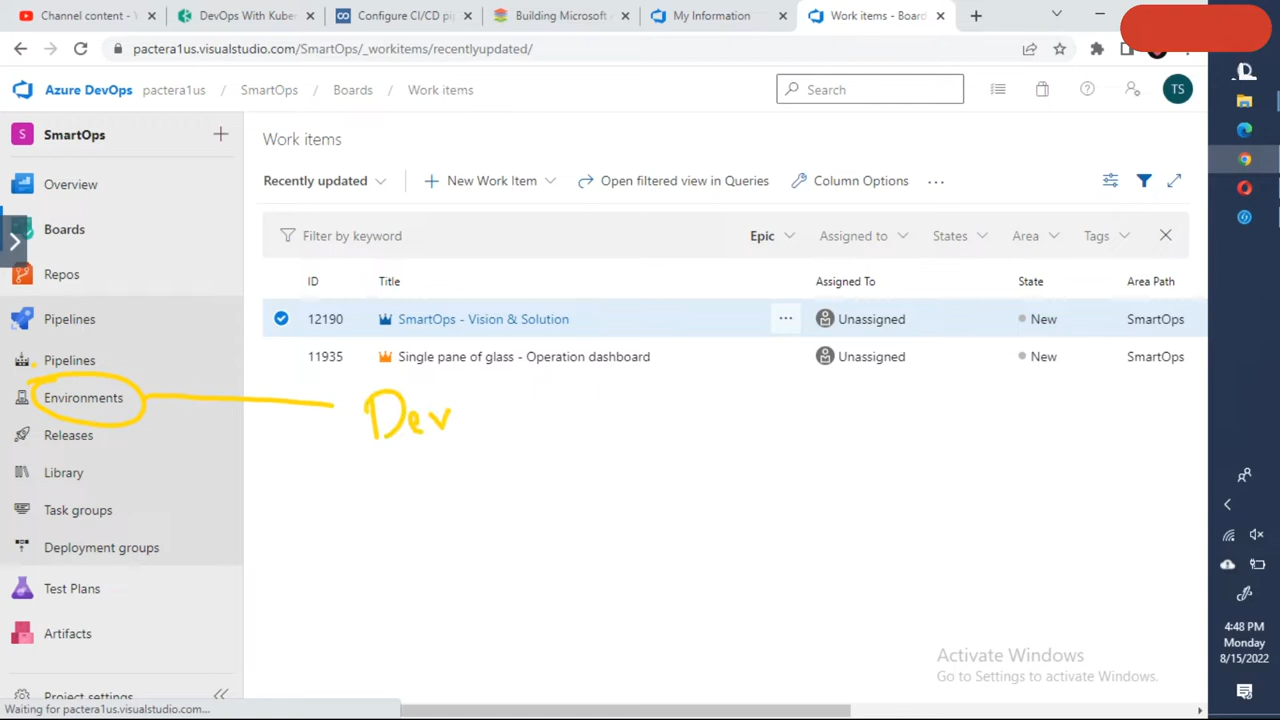 Channel content - Y
DevOps With Kuber
Configure CI/CD pip
Building Microsoft A
My Information
Work items - Board
pactera1us.visualstudio.com/SmartOps/_workitems/recentlyupdated/
Azure DevOps pactera1us / SmartOps / Boards / Work items
Search
TS
S SmartOps
Overview
Boards
Repos
Pipelines
Pipelines
Environments
Releases
Library
Task groups
Deployment groups
Test Plans
Artifacts
Project settings
Work items
Recently updated New Work Item Open filtered view in Queries Column Options
Filter by keyword Epic Assigned to States Area Tags
ID Title Assigned To State Area Path
12190 SmartOps - Vision & Solution Unassigned New SmartOps
11935 Single pane of glass - Operation dashboard Unassigned New SmartOps
Dev
Activate Windows
Go to Settings to activate Windows.
Waiting for pactera1us.visualstudio.com...
4:48 PM
Monday
8/15/2022